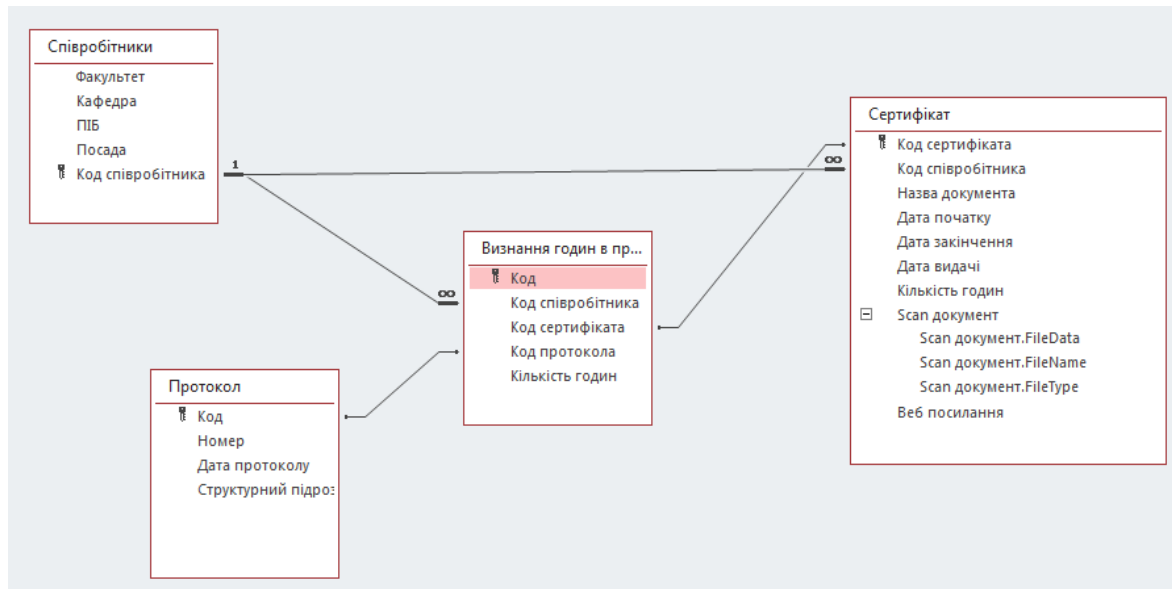 Співробітники
Факультет
Кафедра
ПІБ
Посада
Код співробітника
1
∞
∞
Сертифікат
Код сертифіката
Код співробітника
Назва документа
Дата початку
Дата закінчення
Дата видачі
Кількість годин
Scan документ
Scan документ.FileData
Scan документ.FileName
Scan документ.FileType
Веб посилання
Визнання годин в пр...
Код
Код співробітника
Код сертифіката
Код протокола
Кількість годин
Протокол
Код
Номер
Дата протоколу
Структурний підроз